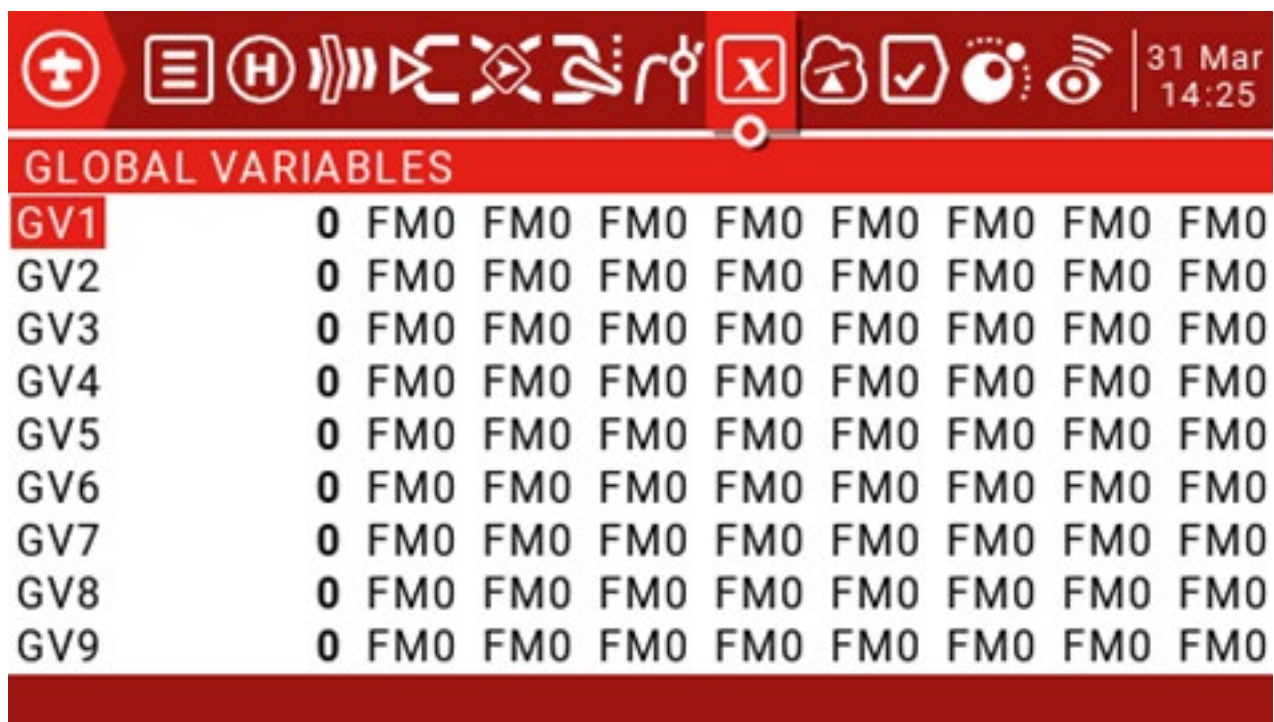 H
x
31 Mar
14:25
GLOBAL VARIABLES
GV1 0 FM0 FM0 FM0 FM0 FM0 FM0 FM0 FM0
GV2 0 FM0 FM0 FM0 FM0 FM0 FM0 FM0 FM0
GV3 0 FM0 FM0 FM0 FM0 FM0 FM0 FM0 FM0
GV4 0 FM0 FM0 FM0 FM0 FM0 FM0 FM0 FM0
GV5 0 FM0 FM0 FM0 FM0 FM0 FM0 FM0 FM0
GV6 0 FM0 FM0 FM0 FM0 FM0 FM0 FM0 FM0
GV7 0 FM0 FM0 FM0 FM0 FM0 FM0 FM0 FM0
GV8 0 FM0 FM0 FM0 FM0 FM0 FM0 FM0 FM0
GV9 0 FM0 FM0 FM0 FM0 FM0 FM0 FM0 FM0